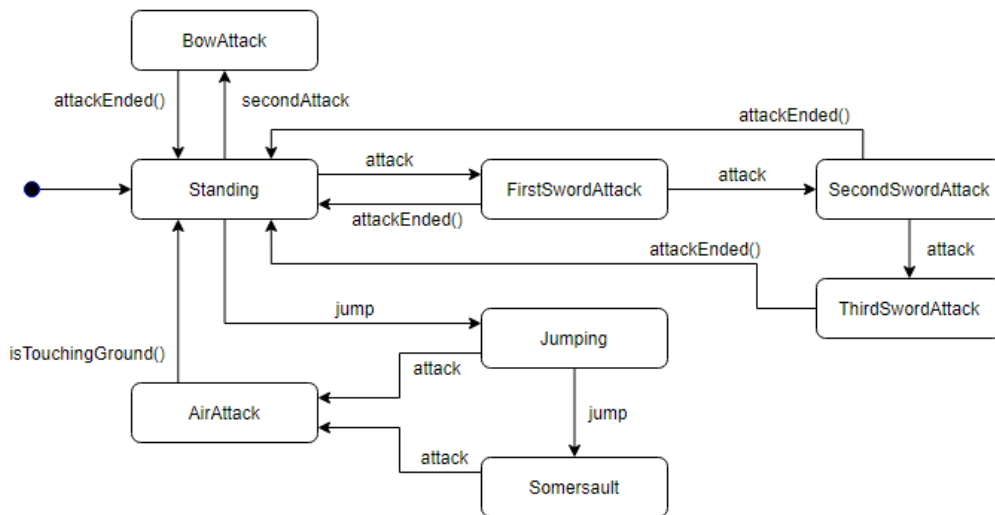 BowAttack
attackEnded()
secondAttack
attackEnded()
attack
Standing
FirstSwordAttack
attack
SecondSwordAttack
attackEnded()
attackEnded()
attack
jump
ThirdSwordAttack
Jumping
isTouchingGround()
attack
AirAttack
jump
attack
Somersault